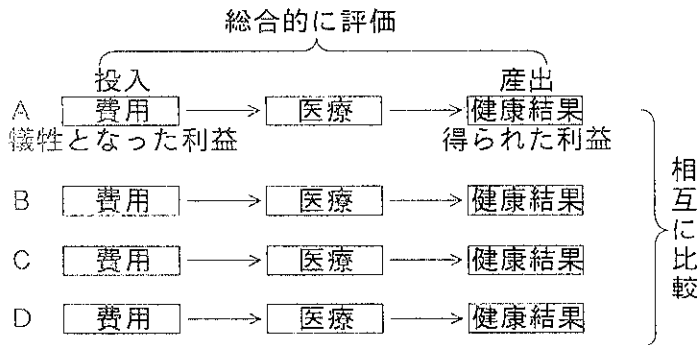 総合的に評価
投入 産出
A 費用 医療 健康結果
犠牲となった利益 得られた利益
B 費用 医療 健康結果
C 費用 医療 健康結果
D 費用 医療 健康結果
相互に比較